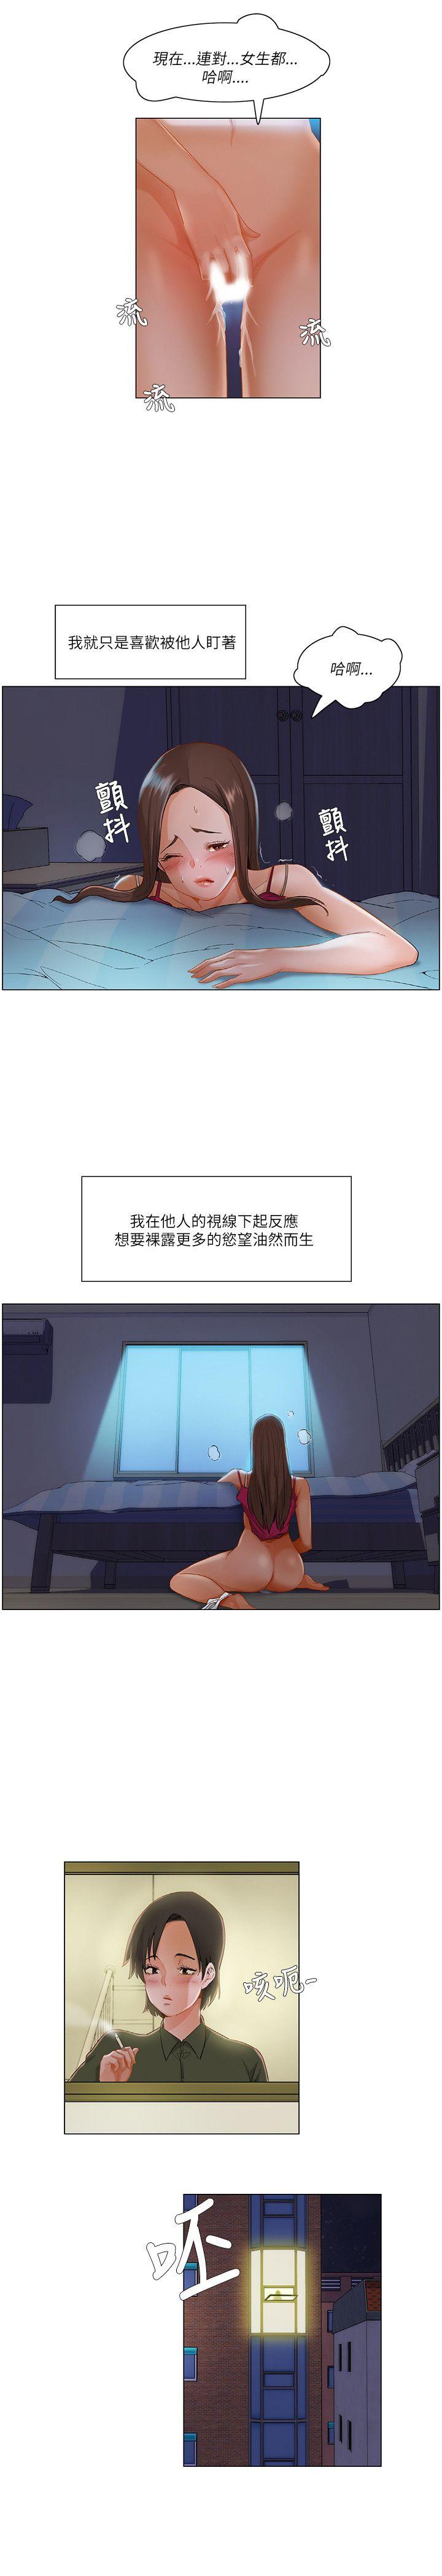 現在...連對...女生都...
哈啊....
流
流
流
我就只是喜歡被他人盯著
哈啊...
顫抖
顫抖
我在他人的視線下起反應
想要裸露更多的慾望油然而生
咳呃~
呸